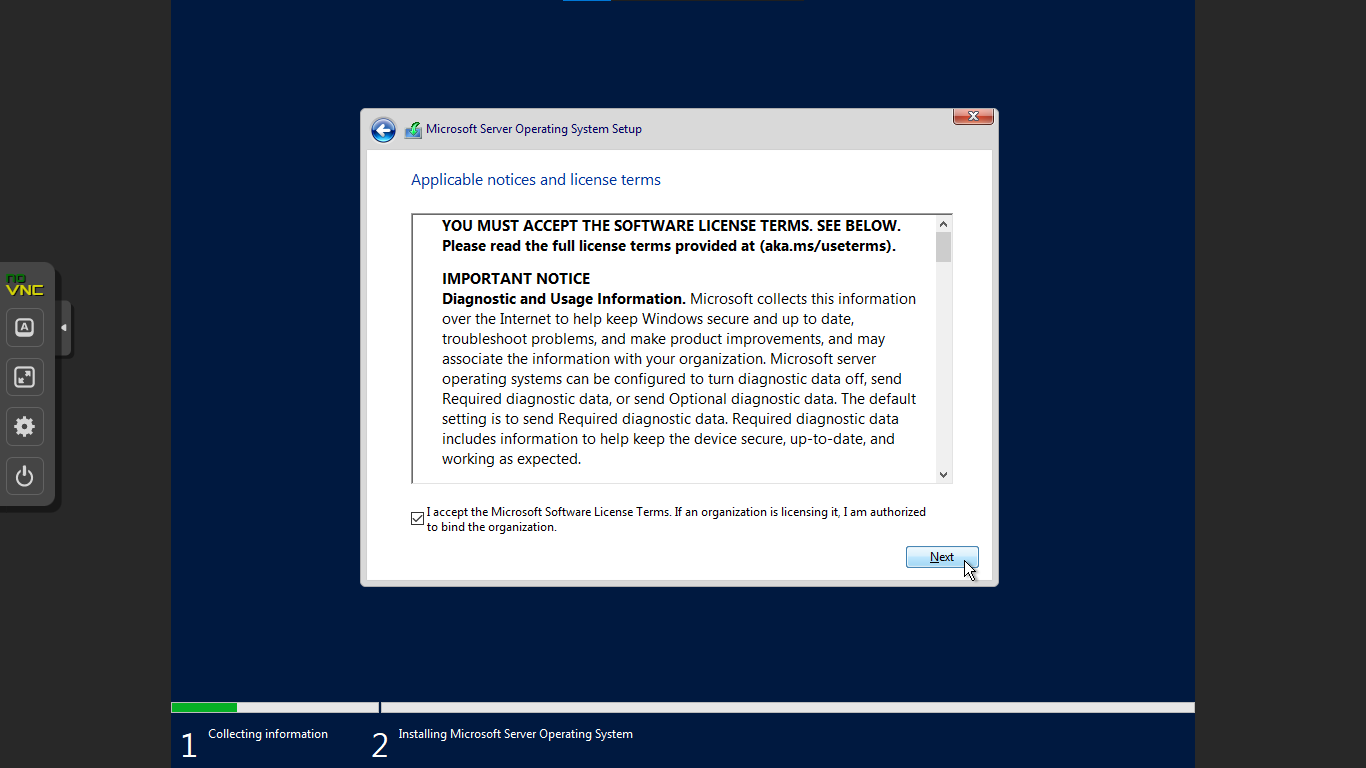 Microsoft Server Operating System Setup
Applicable notices and license terms
YOU MUST ACCEPT THE SOFTWARE LICENSE TERMS. SEE BELOW.
Please read the full license terms provided at (aka.ms/useterms).
IMPORTANT NOTICE
Diagnostic and Usage Information. Microsoft collects this information
over the Internet to help keep Windows secure and up to date,
troubleshoot problems, and make product improvements, and may
associate the information with your organization. Microsoft server
operating systems can be configured to turn diagnostic data off, send
Required diagnostic data, or send Optional diagnostic data. The default
setting is to send Required diagnostic data. Required diagnostic data
includes information to help keep the device secure, up-to-date, and
working as expected.
I accept the Microsoft Software License Terms. If an organization is licensing it, I am authorized
to bind the organization.
Next
no
VNC
A
1 Collecting information
2 Installing Microsoft Server Operating System